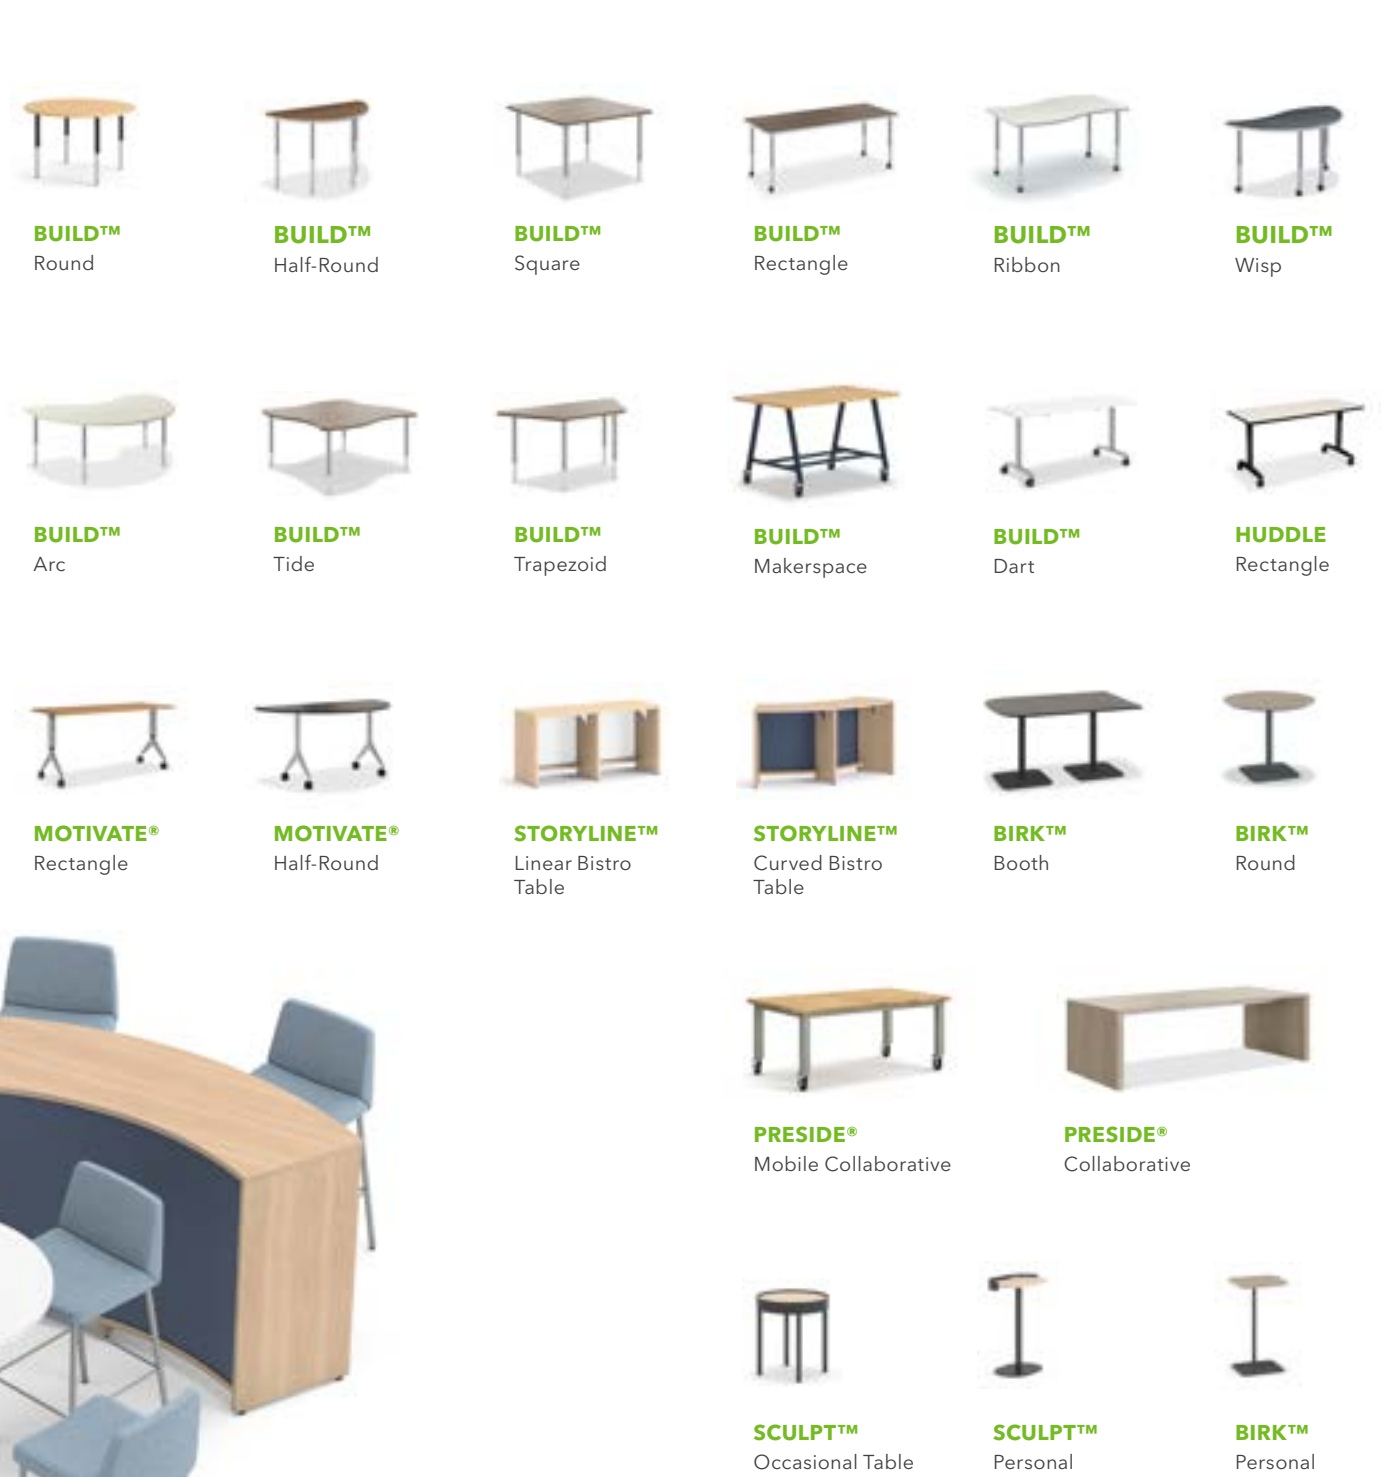 BUILD™
Round
BUILD™
Half-Round
BUILD™
Square
BUILD™
Rectangle
BUILD™
Ribbon
BUILD™
Wisp
BUILD™
Arc
BUILD™
Tide
BUILD™
Trapezoid
BUILD™
Makerspace
BUILD™
Dart
HUDDLE
Rectangle
MOTIVATE®
Rectangle
MOTIVATE®
Half-Round
STORYLINE™
Linear Bistro
Table
STORYLINE™
Curved Bistro
Table
BIRK™
Booth
BIRK™
Round
PRESIDE®
Mobile Collaborative
PRESIDE®
Collaborative
SCULPT™
Occasional Table
SCULPT™
Personal
BIRK™
Personal